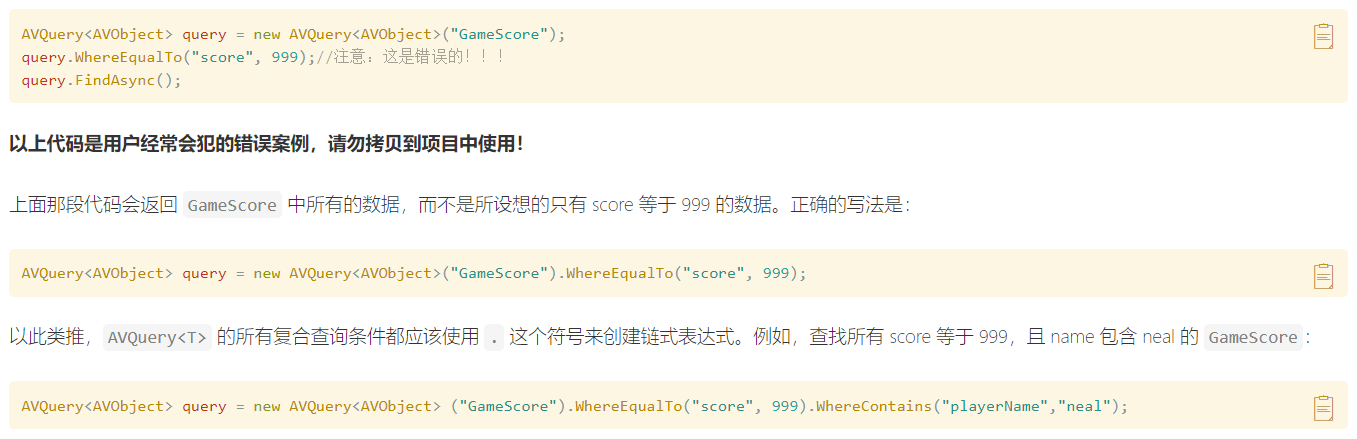 AVQuery<AVObject> query = new AVQuery<AVObject>("GameScore");
query.WhereEqualTo("score", 999);//注意：这是错误的！！！
query.FindAsync();
以上代码是用户经常会犯的错误案例，请勿拷贝到项目中使用！
上面那段代码会返回 GameScore 中所有的数据，而不是所设想的只有 score 等于 999 的数据。正确的写法是：
AVQuery<AVObject> query = new AVQuery<AVObject>("GameScore").WhereEqualTo("score", 999);
以此类推，AVQuery<T> 的所有复合查询条件都应该使用 . 这个符号来创建链式表达式。例如，查找所有 score 等于 999，且 name 包含 neal 的 GameScore：
AVQuery<AVObject> query = new AVQuery<AVObject> ("GameScore").WhereEqualTo("score", 999).WhereContains("playerName","neal");